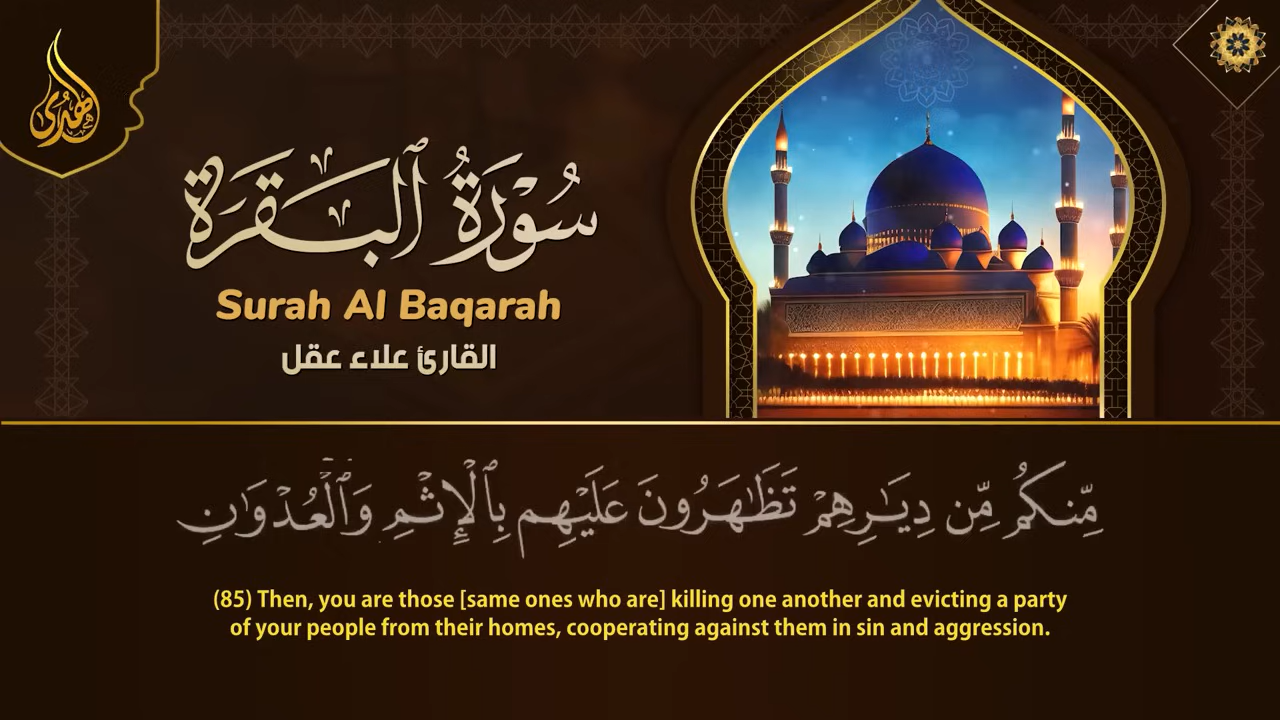 هدى
سُورَةُ ٱلْبَقَرَة
Surah Al Baqarah
القارئ علاء عقل
مِّنكُم مِّن دِيَـٰرِهِمْ تَظَـٰهَرُونَ عَلَيْهِم بِٱلْإِثْمِ وَٱلْعُدْوَٰنِ
(85) Then, you are those [same ones who are] killing one another and evicting a party
of your people from their homes, cooperating against them in sin and aggression.